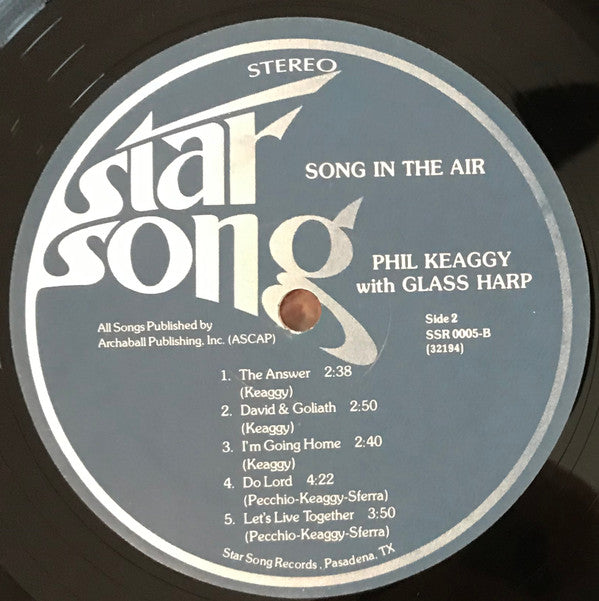 STEREO
star
song
SONG IN THE AIR
PHIL KEAGGY
with GLASS HARP
Side 2
SSR 0005-B
(32194)
All Songs Published by
Archaball Publishing, Inc. (ASCAP)
1. The Answer 2:38
(Keaggy)
2. David & Goliath 2:50
(Keaggy)
3. I'm Going Home 2:40
(Keaggy)
4. Do Lord 4:22
(Pecchio-Keaggy-Sferra)
5. Let's Live Together 3:50
(Pecchio-Keaggy-Sferra)
Star Song Records, Pasadena, TX